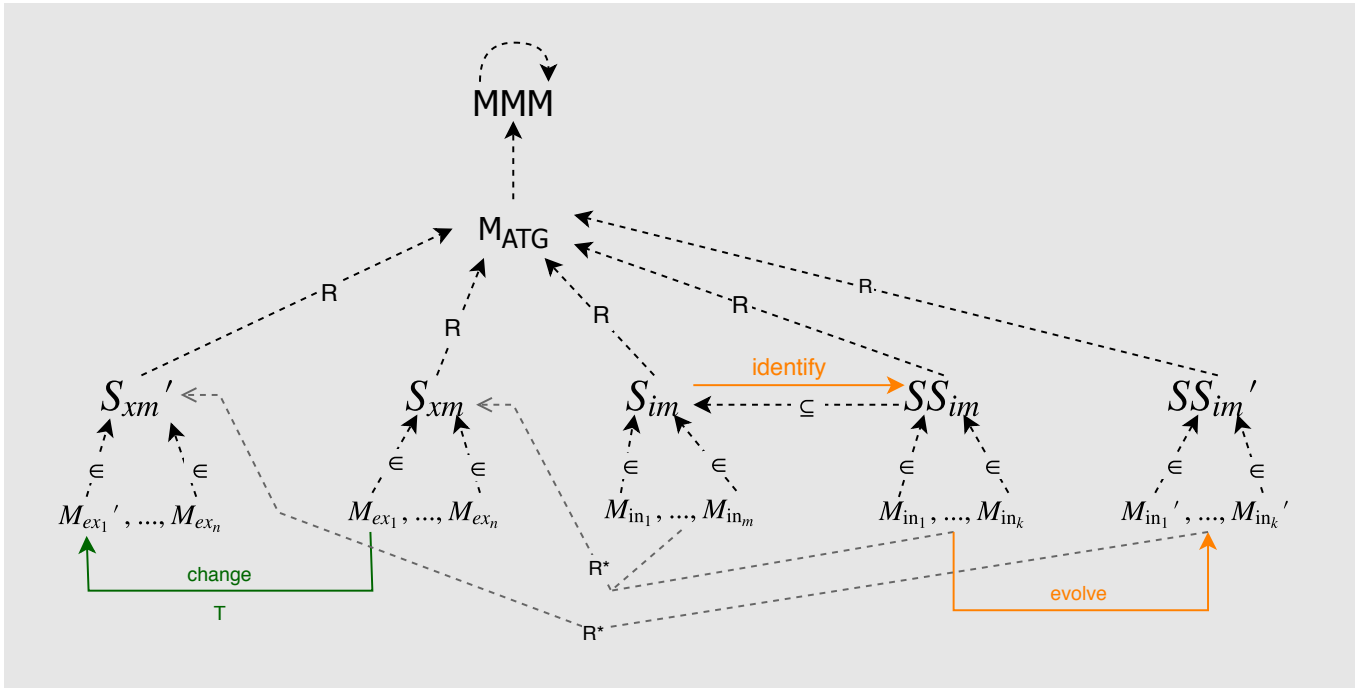 MMM
M_ATG
R
R
R
R
R
identify
S_xm′
S_xm
S_im
⊆
SS_im
SS_im′
∈ ∈ ∈ ∈ ∈ ∈ ∈ ∈ ∈ ∈
M_ex₁′, ..., M_exₙ
M_ex₁, ..., M_exₙ
M_in₁, ..., M_inₘ
M_in₁, ..., M_inₖ
M_in₁′, ..., M_inₖ′
R*
change
T
evolve
R*